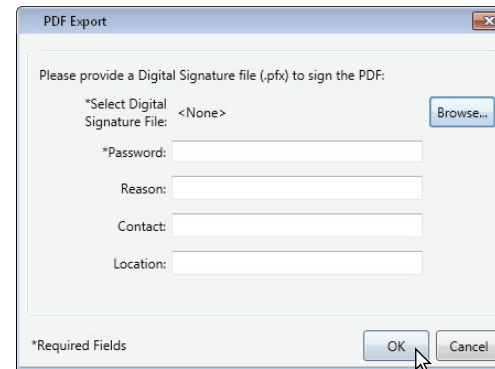 PDF Export
Please provide a Digital Signature file (.pfx) to sign the PDF:
*Select Digital
Signature File: <None> Browse...
*Password:
Reason:
Contact:
Location:
*Required Fields OK Cancel